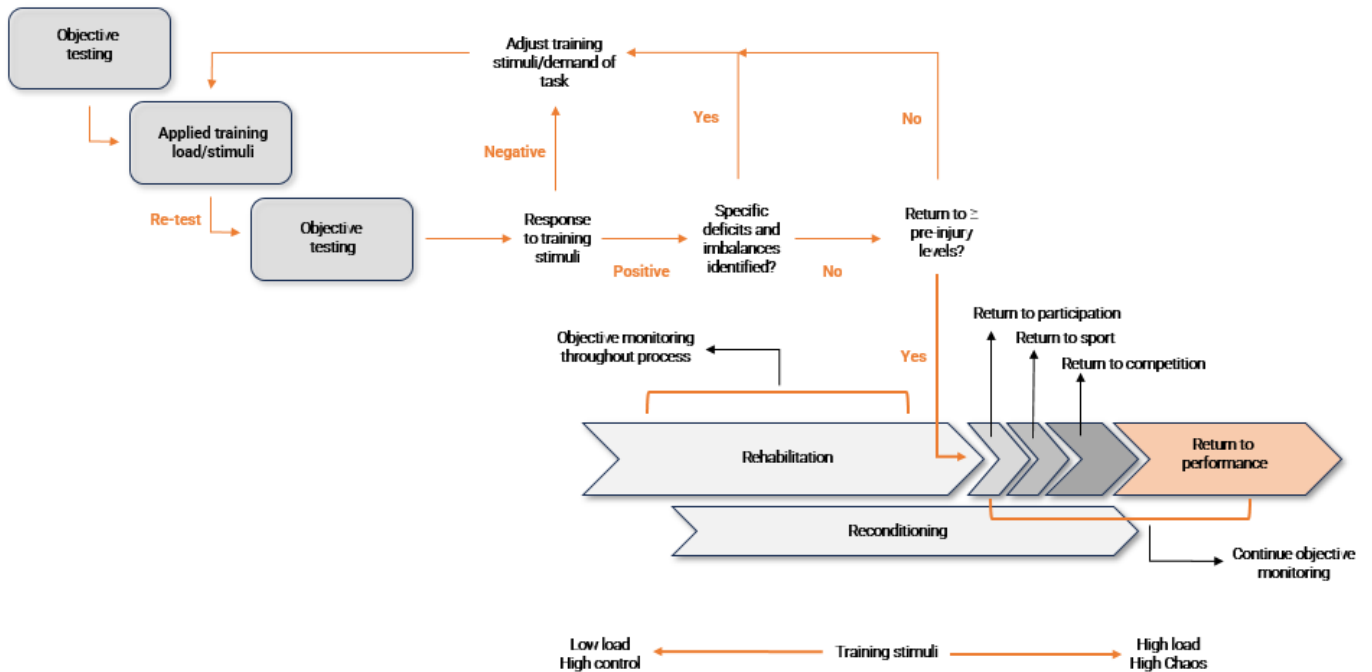 Objective
testing
Adjust training
stimuli/demand of
task
Applied training
load/stimuli
Yes
No
Negative
Re-test
Objective
testing
Response
to training
stimuli
Positive
Specific
deficits and
imbalances
identified?
No
Return to ≥
pre-injury
levels?
Objective monitoring
throughout process
Yes
Return to participation
Return to sport
Return to competition
Rehabilitation
Return to
performance
Reconditioning
Continue objective
monitoring
Low load
High control
Training stimuli
High load
High Chaos